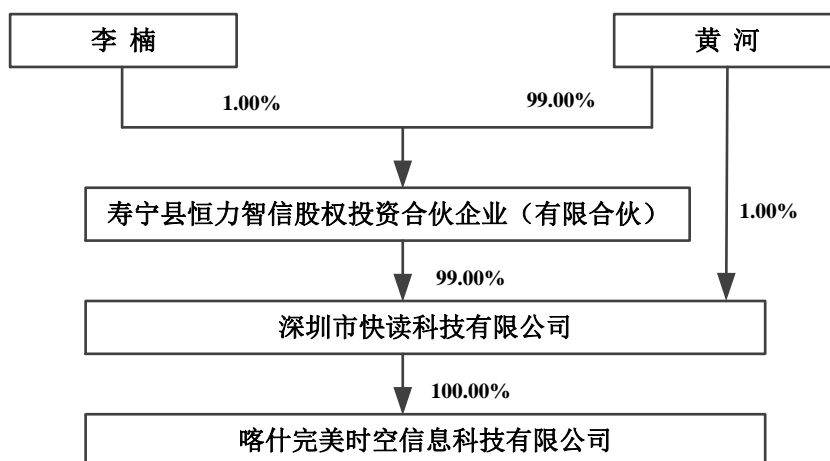 李 楠
黄 河
1.00%
99.00%
寿宁县恒力智信股权投资合伙企业（有限合伙）
1.00%
99.00%
深圳市快读科技有限公司
100.00%
喀什完美时空信息科技有限公司